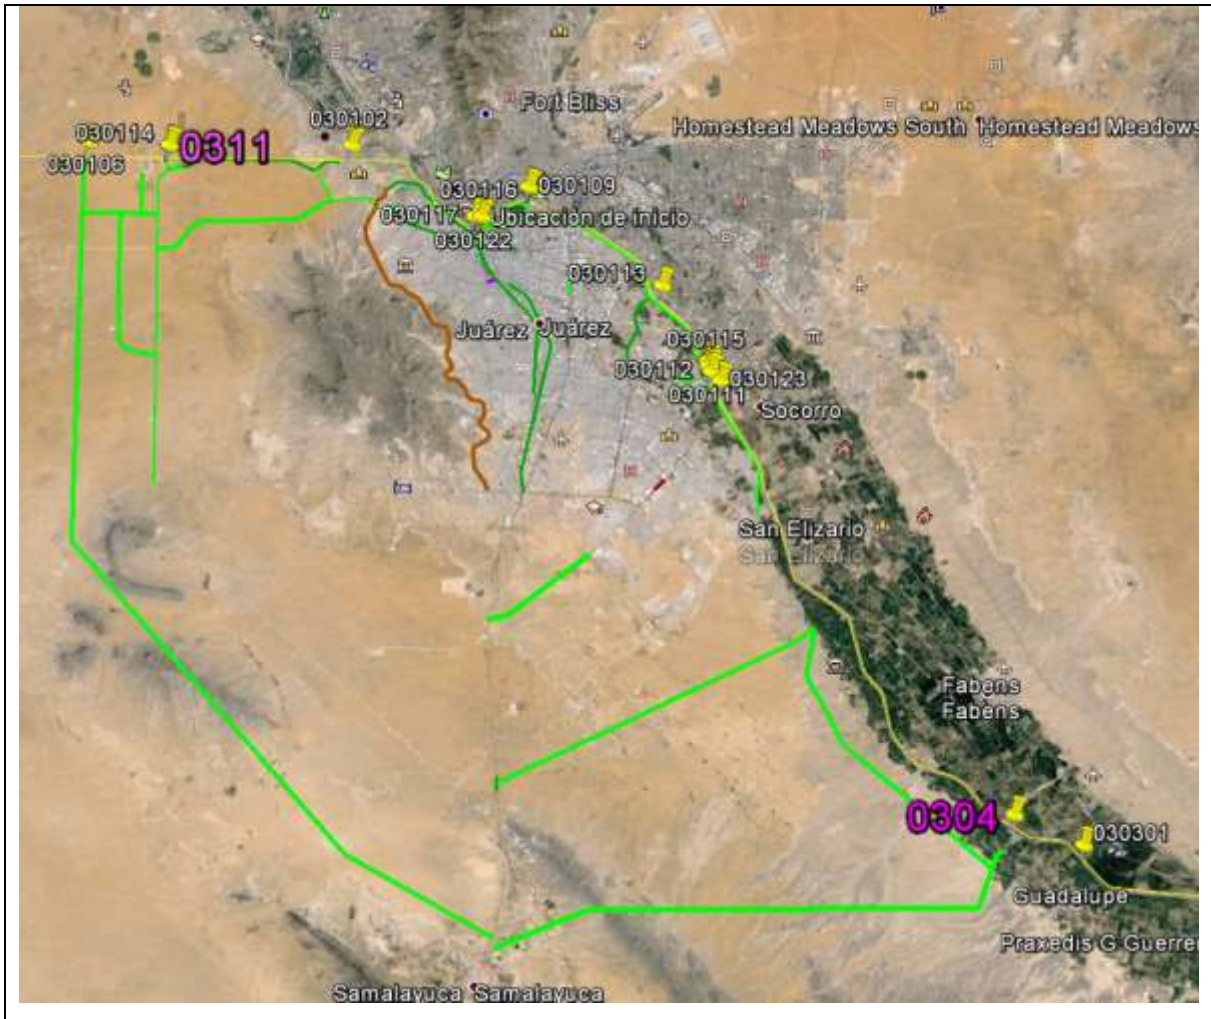 Fort Bliss
030102
Homestead Meadows South Homestead Meadows
030114
0311
030106
030116
030109
030117
Ubicación de inicio
030122
030113
Juárez Juárez
030115
030112
030123
030111
Socorro
San Elizario
San Elizario
Fabens
Fabens
0304
030301
Guadalupe
Praxedis G Guerrer
Samalayuca Samalayuca